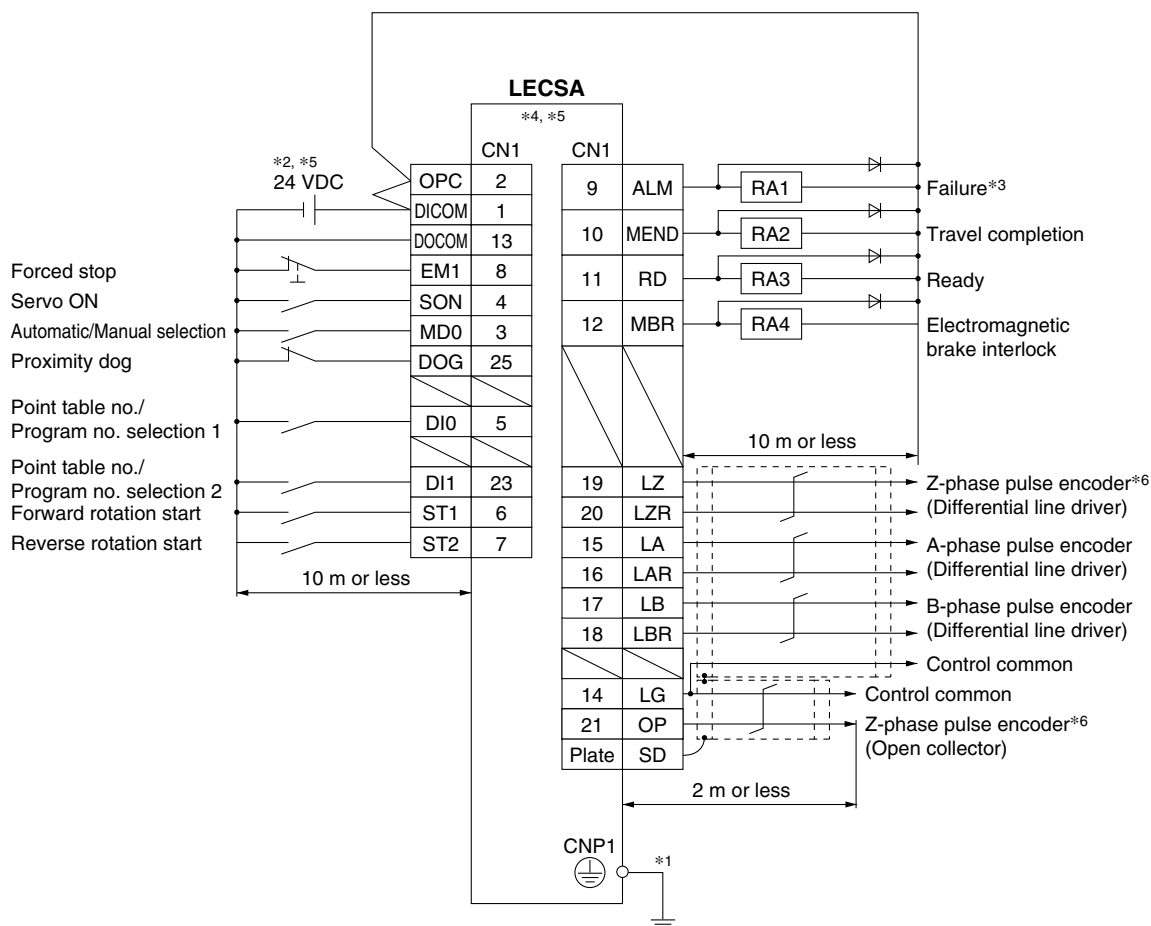 LECSA
*4, *5
CN1
CN1
*2, *5
24 VDC
OPC 2
DICOM 1
DOCOM 13
Forced stop EM1 8
Servo ON SON 4
Automatic/Manual selection MD0 3
Proximity dog DOG 25
Point table no./
Program no. selection 1 DI0 5
Point table no./
Program no. selection 2 DI1 23
Forward rotation start ST1 6
Reverse rotation start ST2 7
10 m or less
9 ALM RA1 Failure*3
10 MEND RA2 Travel completion
11 RD RA3 Ready
12 MBR RA4 Electromagnetic
brake interlock
10 m or less
19 LZ Z-phase pulse encoder*6
20 LZR (Differential line driver)
15 LA A-phase pulse encoder
16 LAR (Differential line driver)
17 LB B-phase pulse encoder
18 LBR (Differential line driver)
Control common
14 LG Control common
21 OP Z-phase pulse encoder*6
(Open collector)
Plate SD
2 m or less
CNP1
*1